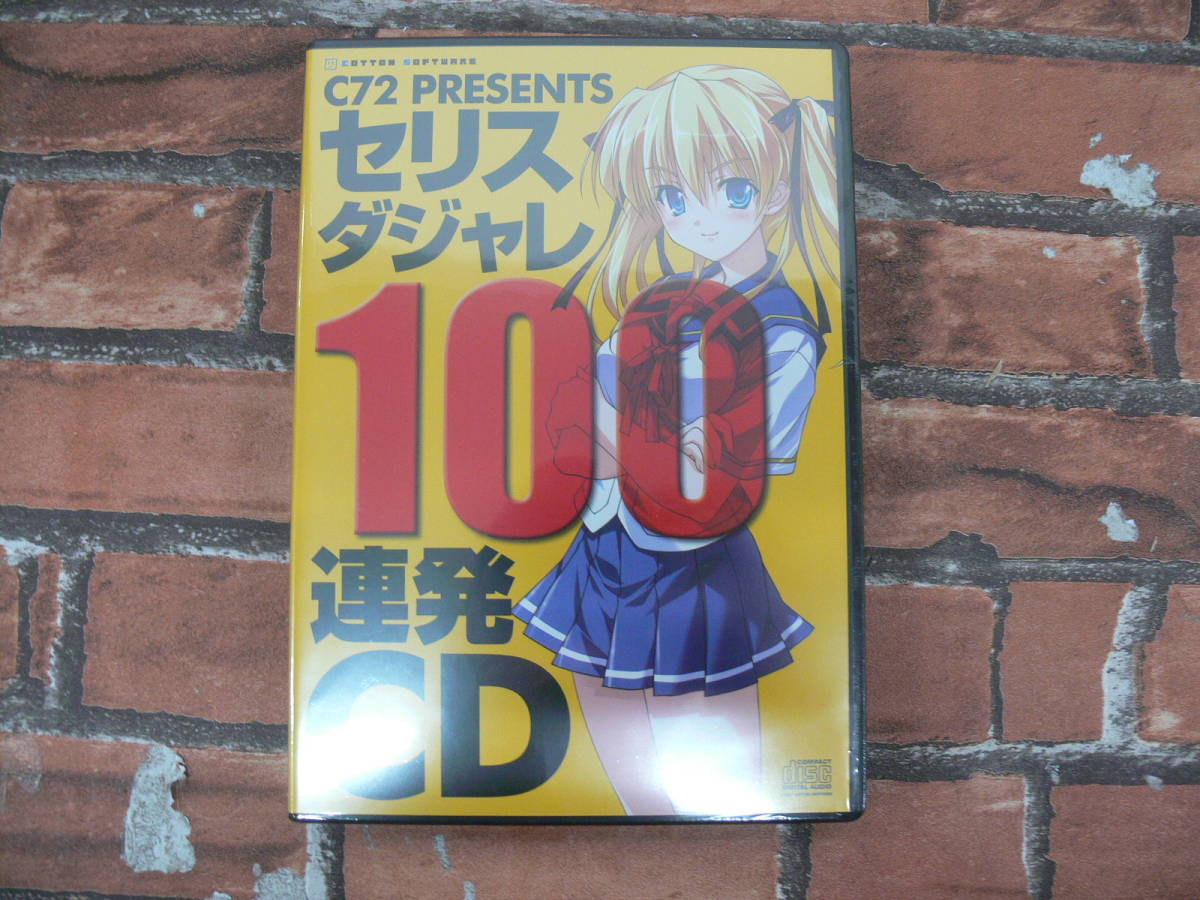 COTTON SOFTWARE
C72 PRESENTS
セリス
ダジャレ
100
連発
CD
COMPACT
disc
DIGITAL AUDIO